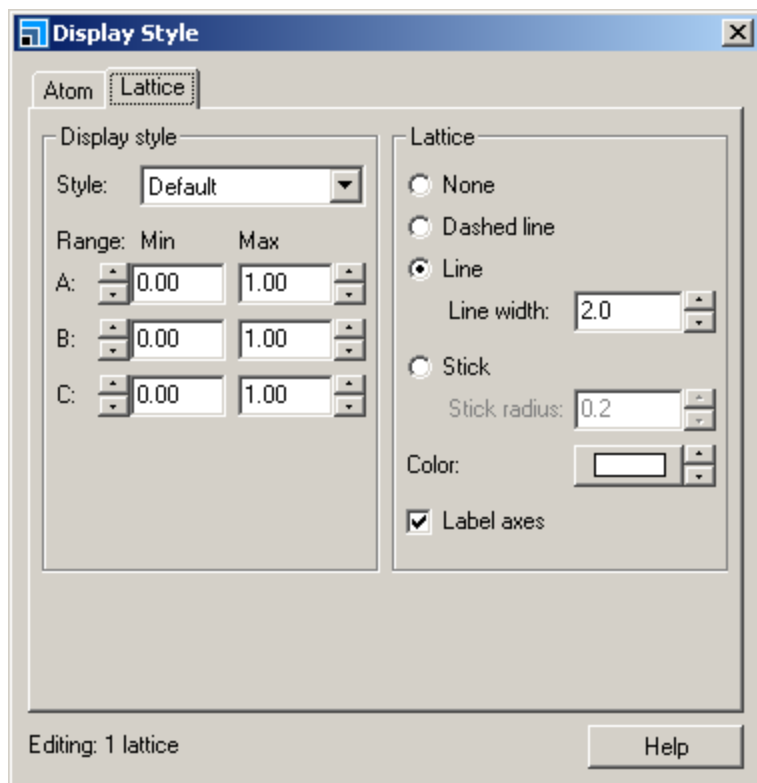 Display Style
Atom
Lattice
Display style
Style: Default
Range: Min Max
A: 0.00 1.00
B: 0.00 1.00
C: 0.00 1.00
Lattice
None
Dashed line
Line
Line width: 2.0
Stick
Stick radius: 0.2
Color:
Label axes
Editing: 1 lattice
Help